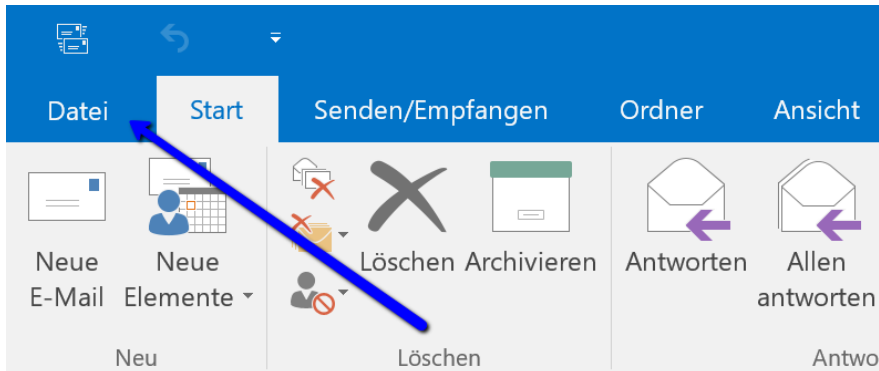 Datei Start Senden/Empfangen Ordner Ansicht
Neue Neue Löschen Archivieren Antworten Allen
E-Mail Elemente antworten
Neu Löschen Antwo